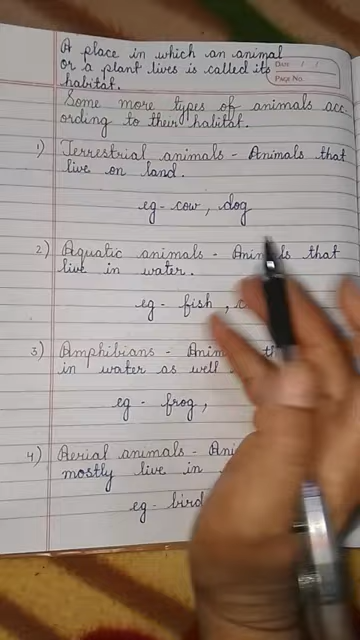 A place in which an animal
or a plant lives is called its
habitat.
Date / /
Page No.
Some more types of animals acc-
ording to their habitat.
1) Terrestrial animals - Animals that
live on land.
eg - cow, dog
2) Aquatic animals - Animals that
live in water.
eg - fish,
3) Amphibians -
in water as well
eg - frog,
4) Aerial animals -
mostly live in
eg - bird